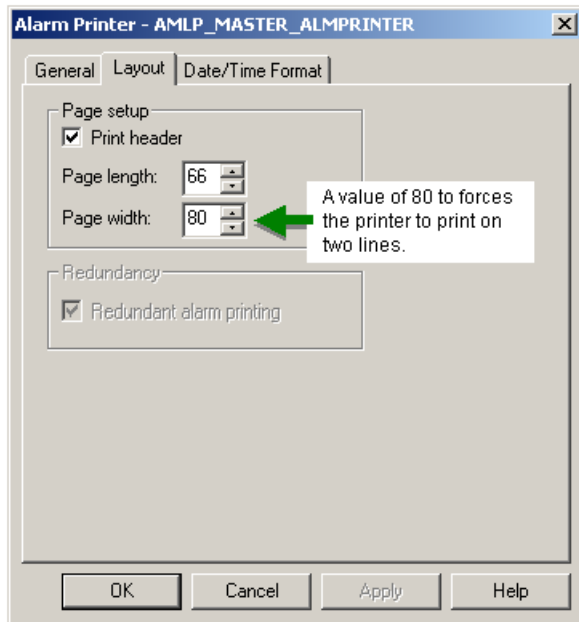 Alarm Printer - AMLP_MASTER_ALMPRINTER
General Layout Date/Time Format
Page setup
Print header
Page length: 66
Page width: 80
A value of 80 to forces
the printer to print on
two lines.
Redundancy
Redundant alarm printing
OK Cancel Apply Help